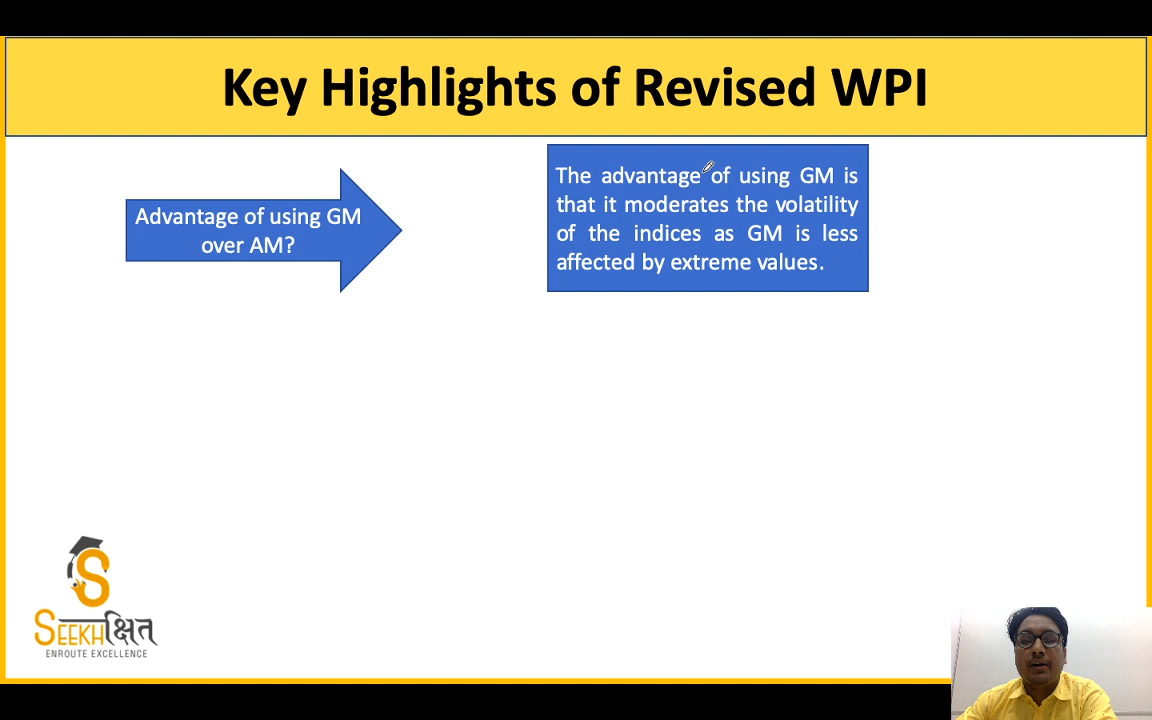 Key Highlights of Revised WPI
Advantage of using GM
over AM?
The advantage of using GM is
that it moderates the volatility
of the indices as GM is less
affected by extreme values.
SEEKHक्षित
ENROUTE EXCELLENCE